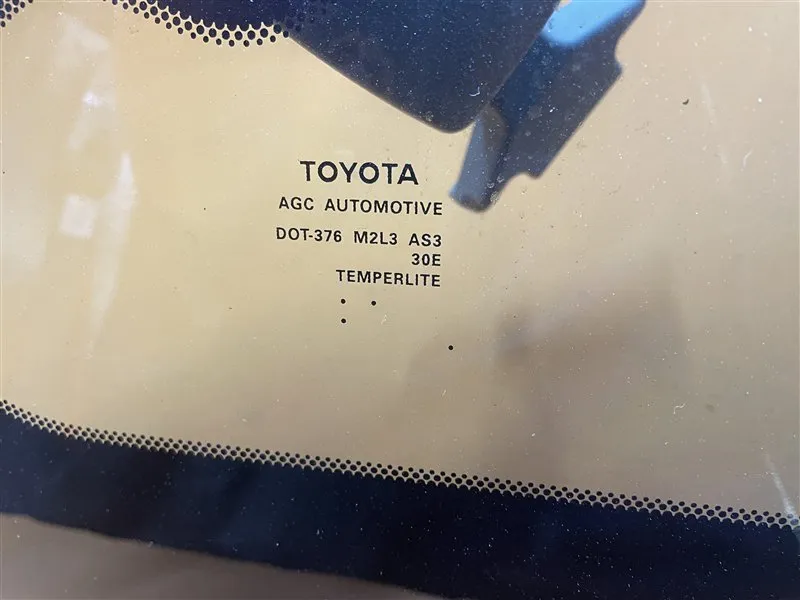 TOYOTA
AGC AUTOMOTIVE
DOT-376 M2L3 AS3
30E
TEMPERLITE